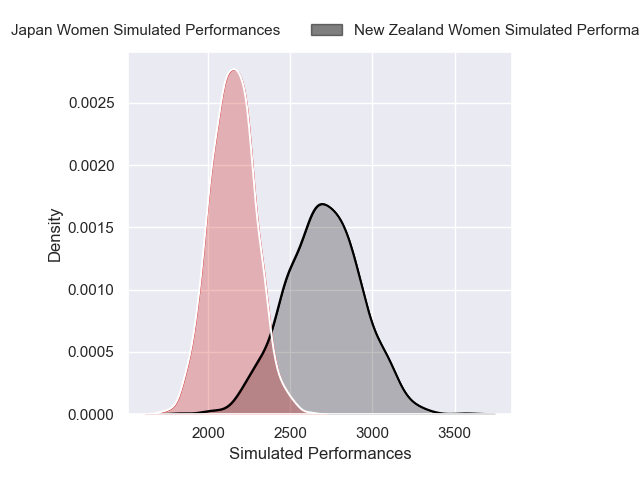 Japan Women Simulated Performances
New Zealand Women Simulated Performa
0.0025
0.0020
0.0015
0.0010
0.0005
0.0000
Density
2000 2500 3000 3500
Simulated Performances